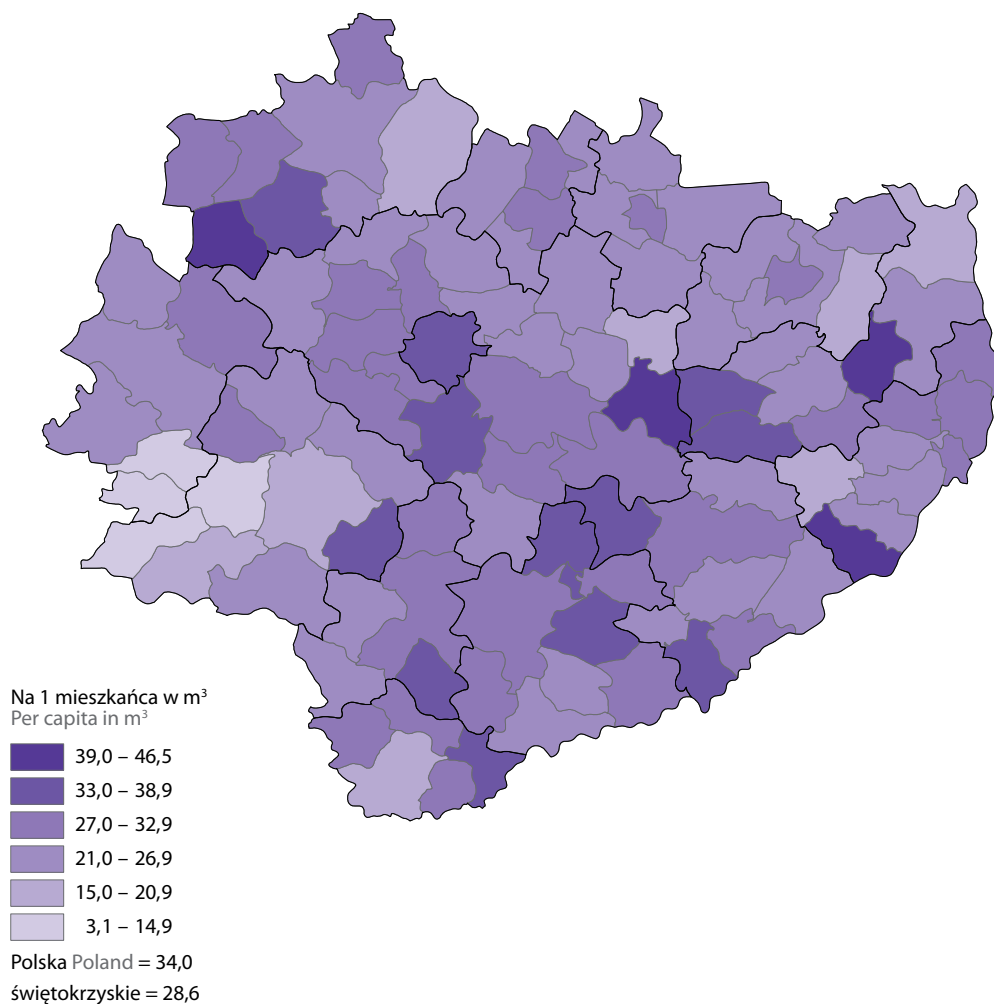 Na 1 mieszkańca w m³
Per capita in m³
39,0 – 46,5
33,0 – 38,9
27,0 – 32,9
21,0 – 26,9
15,0 – 20,9
3,1 – 14,9
Polska Poland = 34,0
świętokrzyskie = 28,6